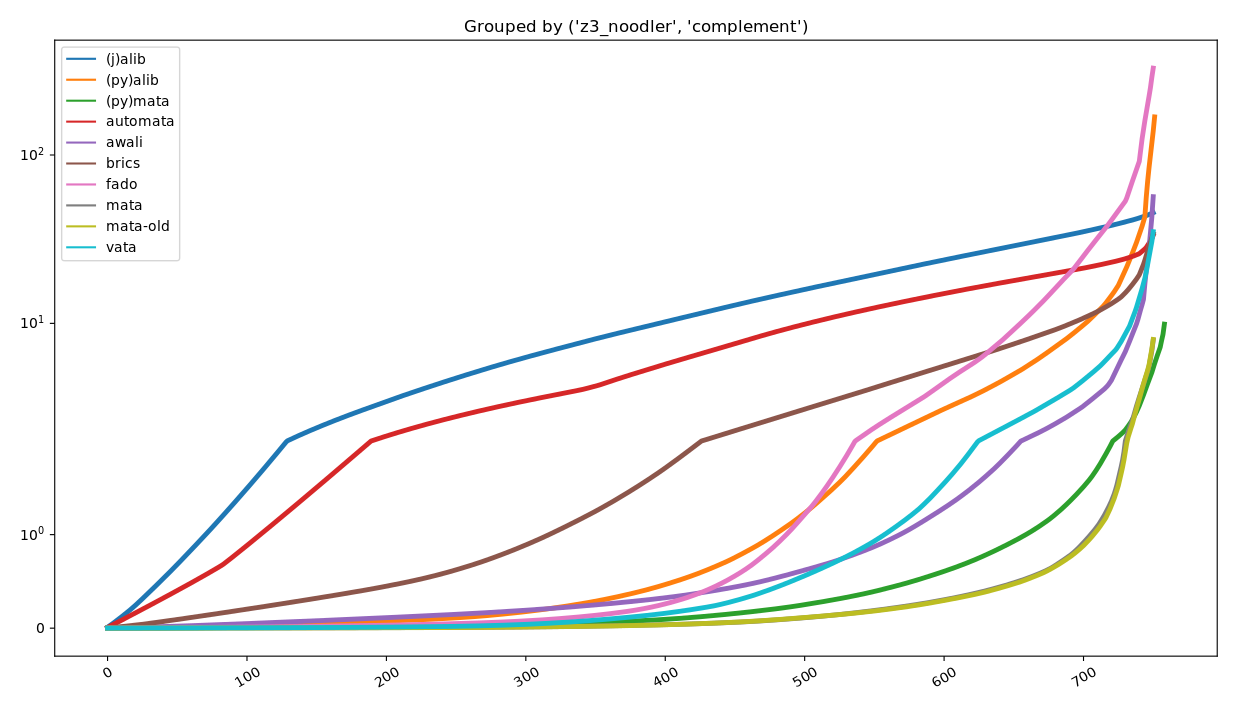 Grouped by ('z3_noodler', 'complement')
(j)alib
(py)alib
(py)mata
automata
awali
brics
fado
mata
mata-old
vata
10²
10¹
10⁰
0
0 100 200 300 400 500 600 700